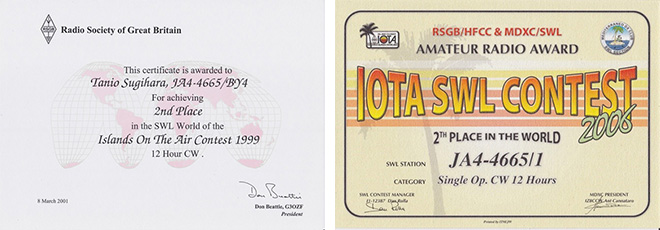 RSGB
Radio Society of Great Britain
This certificate is awarded to
Tanio Sugihara, JA4-4665/BY4
For achieving
2nd Place
in the SWL World of the
Islands On The Air Contest 1999
12 Hour CW .
8 March 2001
Don Beattie
Don Beattie, G3OZF
President
IOTA
RSGB/HFCC & MDXC/SWL
AMATEUR RADIO AWARD
IOTA SWL CONTEST
2006
2TH PLACE IN THE WORLD
SWL STATION
JA4-4665/1
CATEGORY
Single Op. CW 12 Hours
SWL CONTEST MANAGER
MDXC PRESIDENT